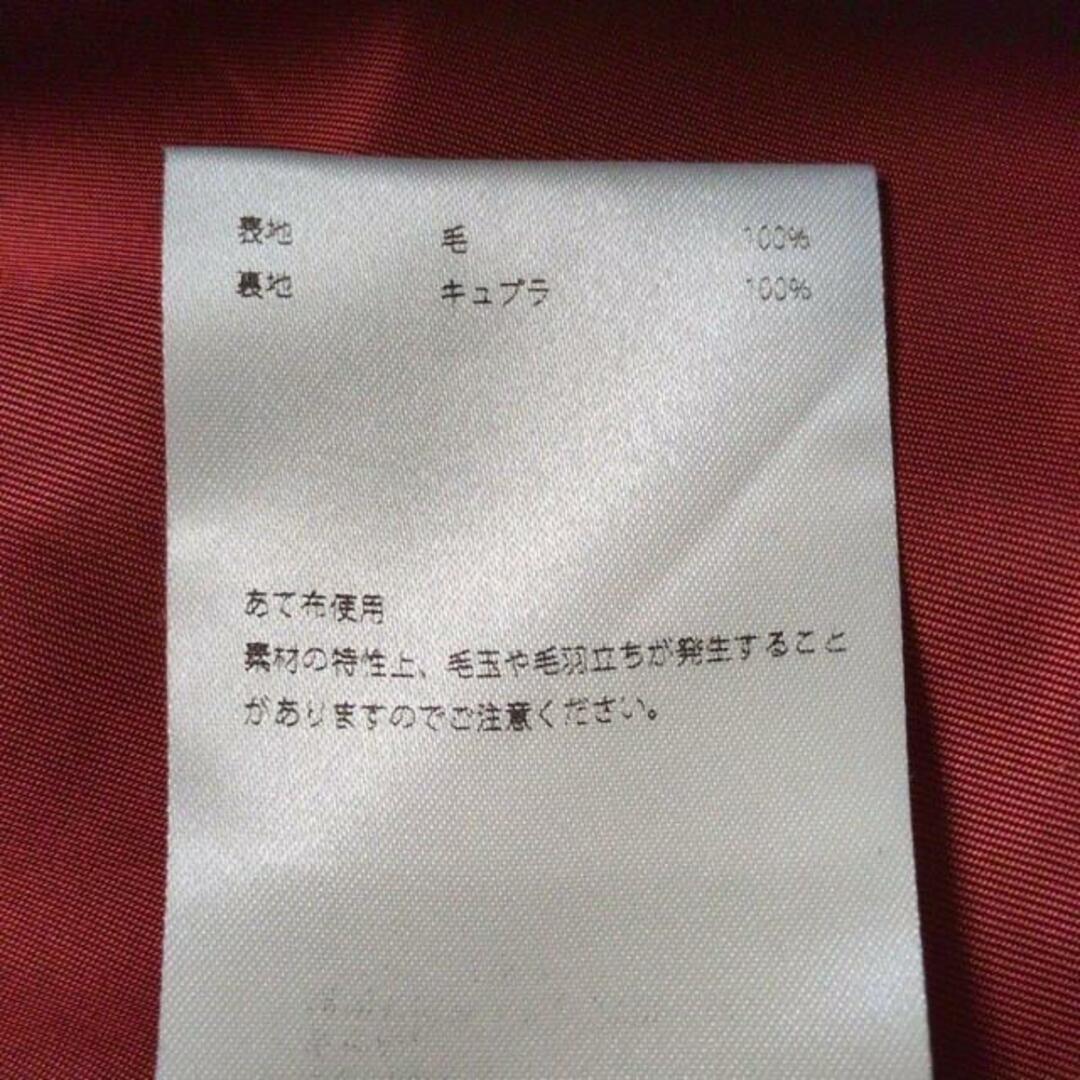 表地 毛 100%
裏地 キュプラ 100%
あて布使用
素材の特性上、毛玉や毛羽立ちが発生すること
がありますのでご注意ください。